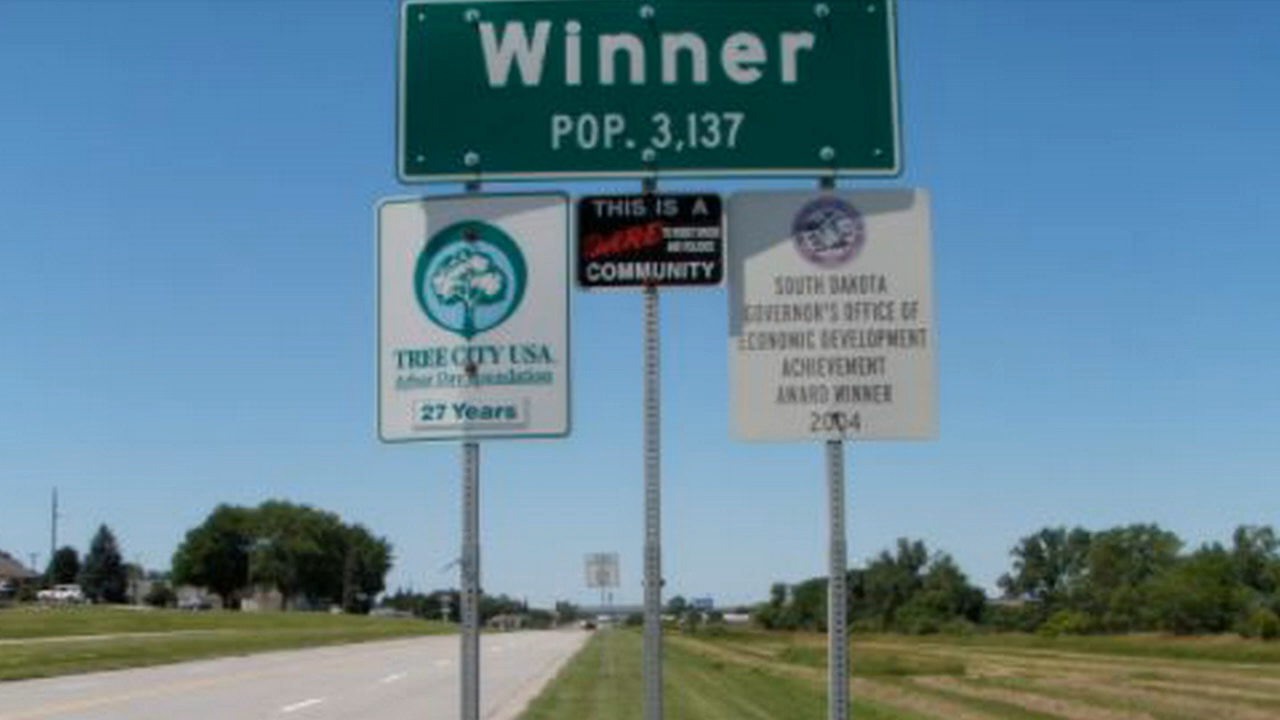 Winner
POP. 3,137
TREE CITY USA
Arbor Day Foundation
27 Years
THIS IS A
DARE
COMMUNITY
SOUTH DAKOTA
GOVERNOR'S OFFICE OF
ECONOMIC DEVELOPMENT
ACHIEVEMENT
AWARD WINNER
2004